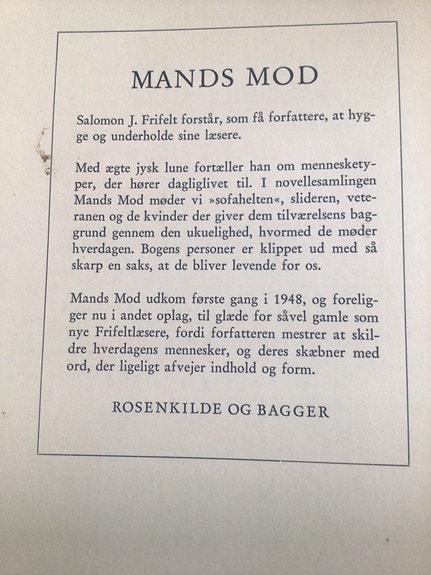 MANDS MOD
Salomon J. Frifelt forstår, som få forfattere, at hyg-
ge og underholde sine læsere.
Med ægte jysk lune fortæller han om menneskety-
per, der hører dagliglivet til. I novellesamlingen
Mands Mod møder vi »sofahelten«, slideren, vete-
ranen og de kvinder der giver dem tilværelsens bag-
grund gennem den ukuelighed, hvormed de møder
hverdagen. Bogens personer er klippet ud med så
skarp en saks, at de bliver levende for os.
Mands Mod udkom første gang i 1948, og forelig-
ger nu i andet oplag, til glæde for såvel gamle som
nye Frifeltlæsere, fordi forfatteren mestrer at skil-
dre hverdagens mennesker, og deres skæbner med
ord, der ligeligt afvejer indhold og form.
ROSENKILDE OG BAGGER